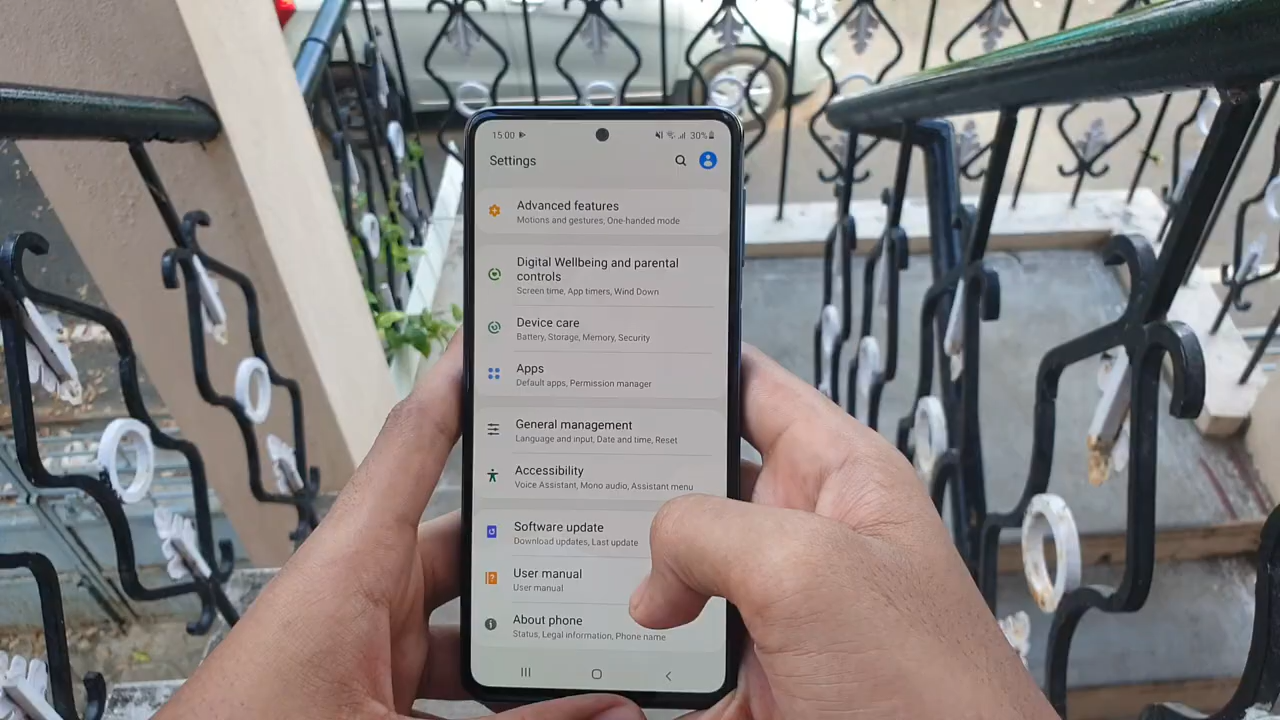 15:00 30%
Settings
Advanced features
Motions and gestures, One-handed mode
Digital Wellbeing and parental
controls
Screen time, App timers, Wind Down
Device care
Battery, Storage, Memory, Security
Apps
Default apps, Permission manager
General management
Language and input, Date and time, Reset
Accessibility
Voice Assistant, Mono audio, Assistant menu
Software update
Download updates, Last update
User manual
User manual
About phone
Status, Legal information, Phone name